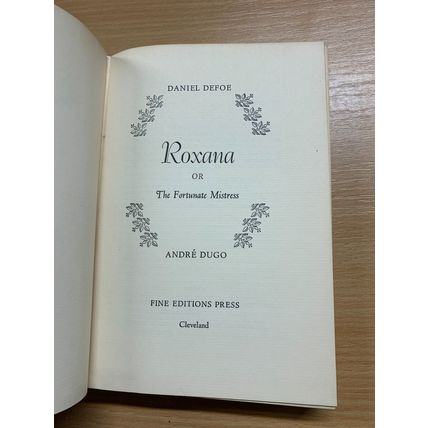 DANIEL DEFOE
Roxana
OR
The Fortunate Mistress
ANDRÉ DUGO
FINE EDITIONS PRESS
Cleveland